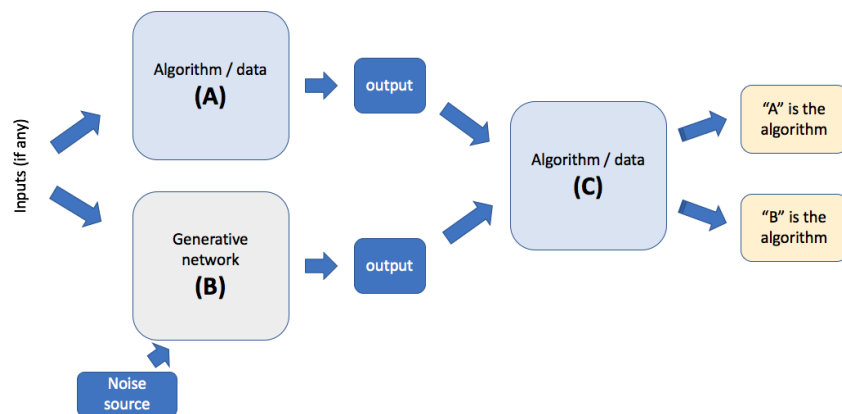 Inputs (if any)
Algorithm / data
(A)
output
Generative
network
(B)
output
Noise
source
Algorithm / data
(C)
“A” is the
algorithm
“B” is the
algorithm